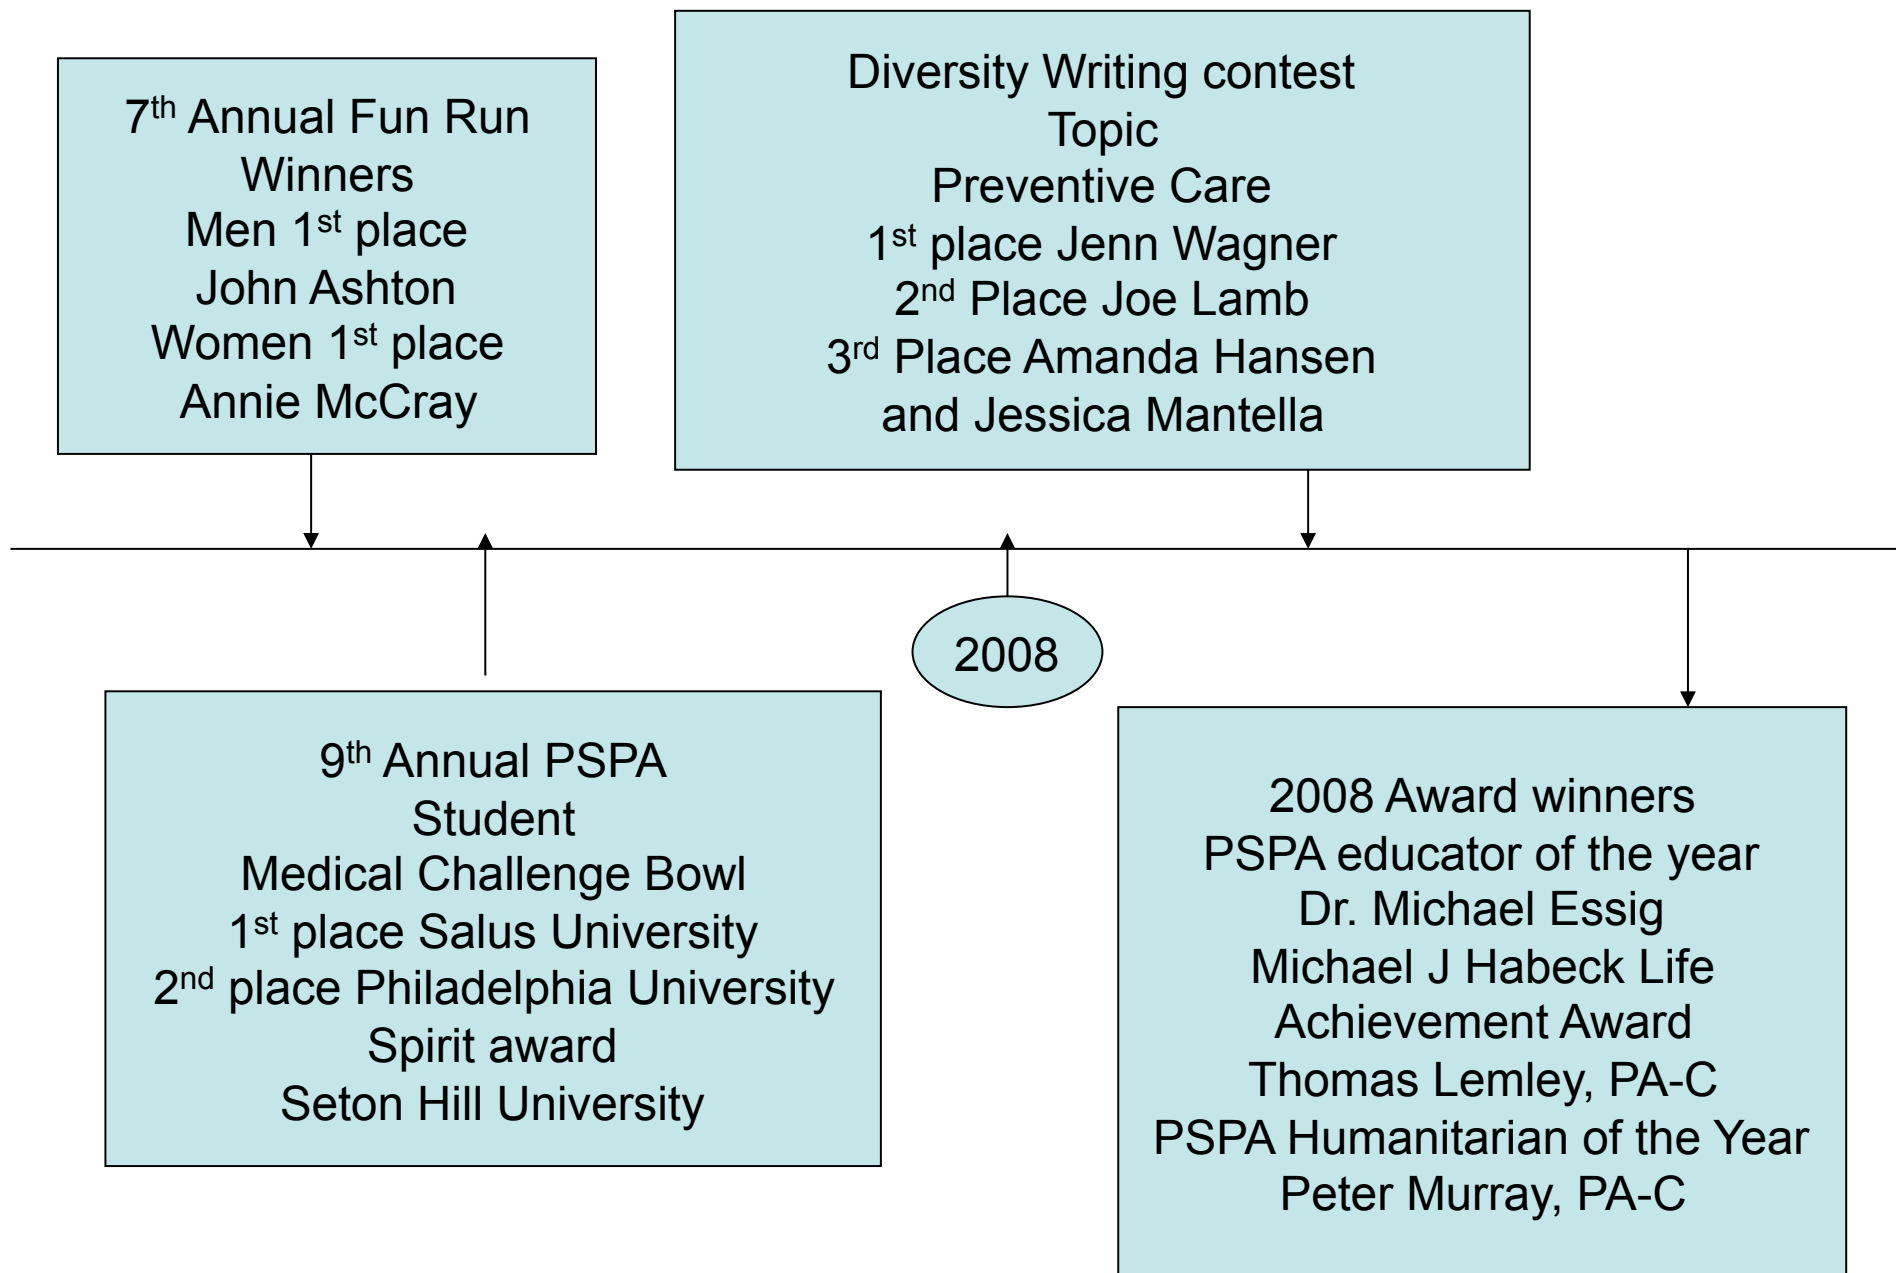 7th Annual Fun Run
Winners
Men 1st place
John Ashton
Women 1st place
Annie McCray
Diversity Writing contest
Topic
Preventive Care
1st place Jenn Wagner
2nd Place Joe Lamb
3rd Place Amanda Hansen
and Jessica Mantella
2008
9th Annual PSPA
Student
Medical Challenge Bowl
1st place Salus University
2nd place Philadelphia University
Spirit award
Seton Hill University
2008 Award winners
PSPA educator of the year
Dr. Michael Essig
Michael J Habeck Life
Achievement Award
Thomas Lemley, PA-C
PSPA Humanitarian of the Year
Peter Murray, PA-C